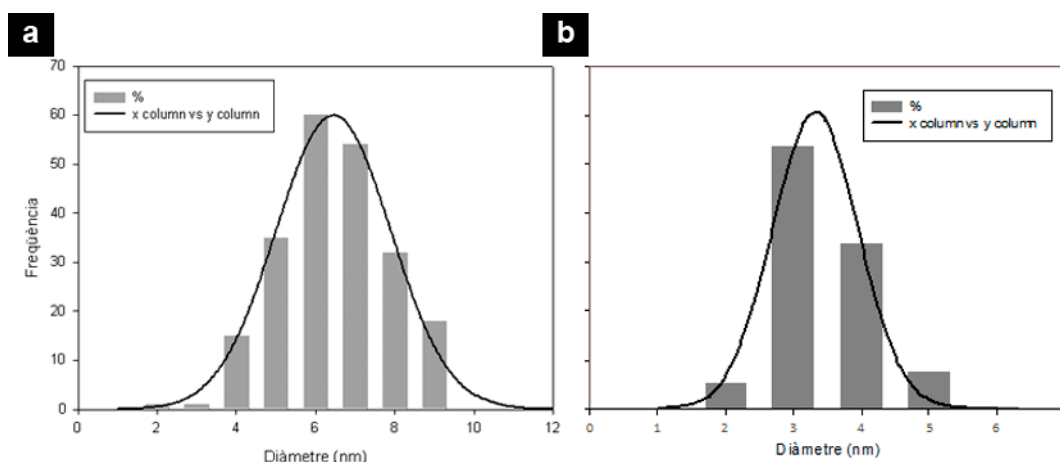 a
70
60
50
40
30
20
10
0
Freqüència
%
x column vs y column
0 2 4 6 8 10 12
Diàmetre (nm)
b
%
x column vs y column
0 1 2 3 4 5 6
Diàmetre (nm)